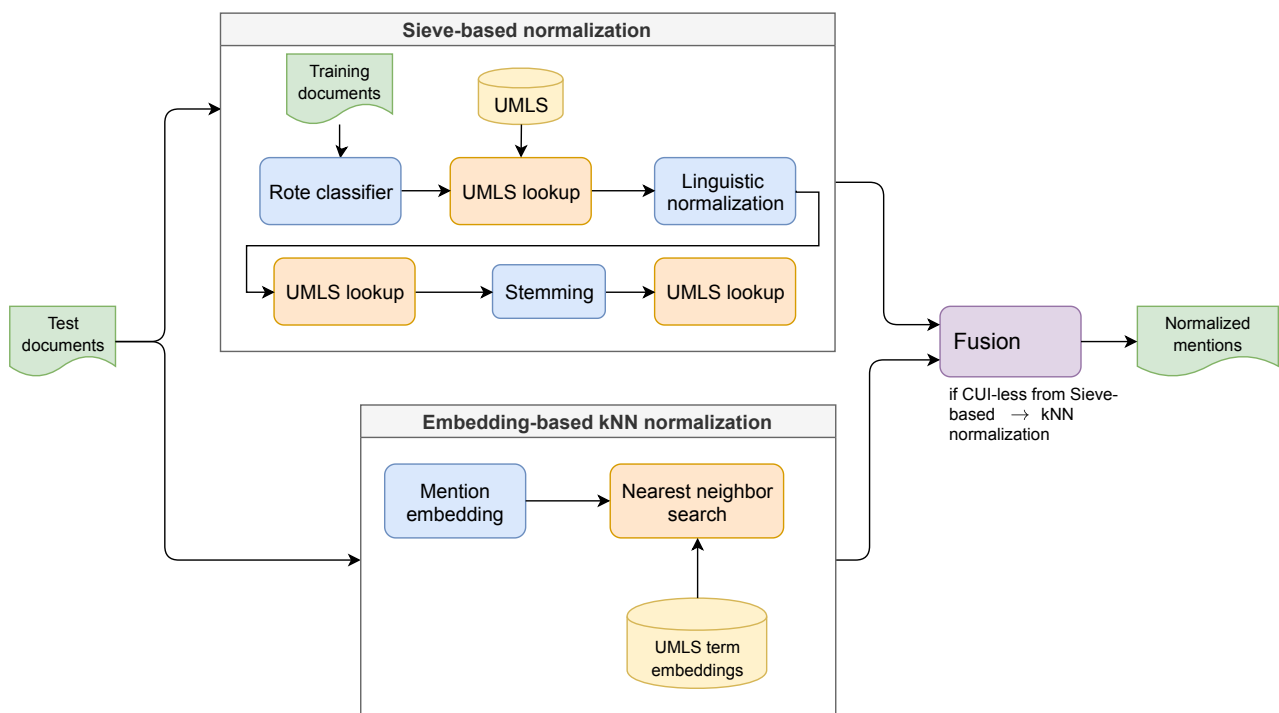 Sieve-based normalization
Training
documents
UMLS
Rote classifier
UMLS lookup
Linguistic
normalization
UMLS lookup
Stemming
UMLS lookup
Test
documents
Fusion
Normalized
mentions
if CUI-less from Sieve-
based → kNN
normalization
Embedding-based kNN normalization
Mention
embedding
Nearest neighbor
search
UMLS term
embeddings